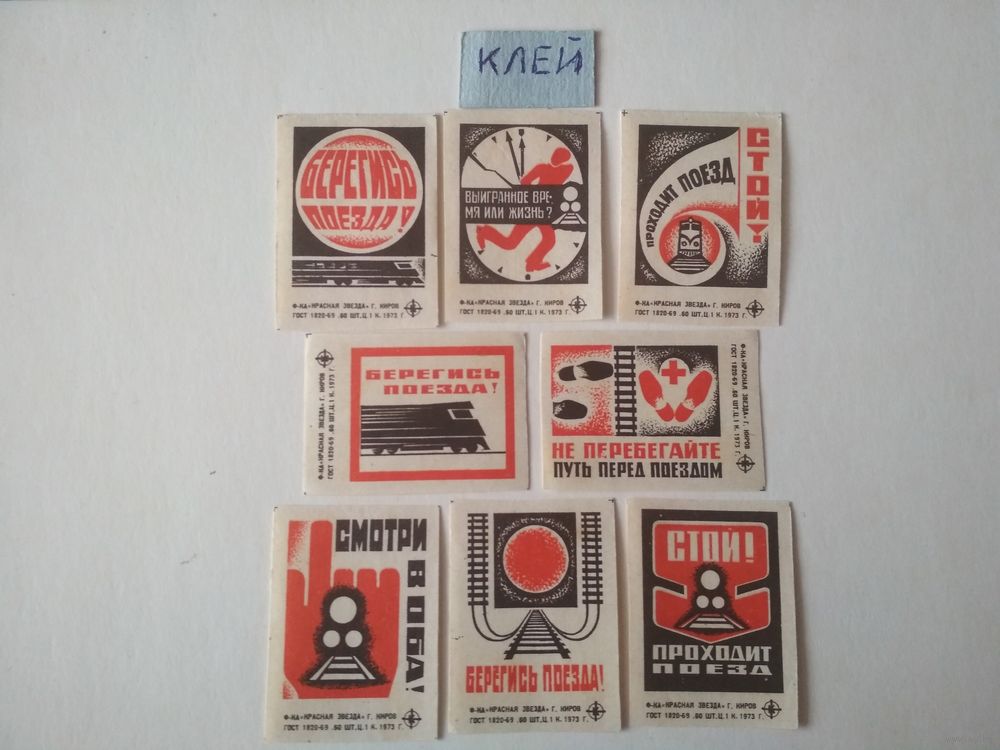 КЛЕЙ
БЕРЕГИСЬ
ПОЕЗДА!
Ф-КА «КРАСНАЯ ЗВЕЗДА» Г. КИРОВ
ГОСТ 1820-69 . 60 ШТ. Ц. 1 К. 1973 Г.
ВЫИГРАННОЕ ВРЕ-
МЯ ИЛИ ЖИЗНЬ?
Ф-КА «КРАСНАЯ ЗВЕЗДА» Г. КИРОВ
ГОСТ 1820-69 . 60 ШТ. Ц. 1 К. 1973 Г.
СТОЙ!
ПРОХОДИТ ПОЕЗД
Ф-КА «КРАСНАЯ ЗВЕЗДА» Г. КИРОВ
ГОСТ 1820-69 . 60 ШТ. Ц. 1 К. 1973 Г.
БЕРЕГИСЬ
ПОЕЗДА!
Ф-КА «КРАСНАЯ ЗВЕЗДА» Г. КИРОВ
ГОСТ 1820-69 . 60 ШТ. Ц. 1 К. 1973 Г.
НЕ ПЕРЕБЕГАЙТЕ
ПУТЬ ПЕРЕД ПОЕЗДОМ
Ф-КА «КРАСНАЯ ЗВЕЗДА» Г. КИРОВ
ГОСТ 1820-69 . 60 ШТ. Ц. 1 К. 1973 Г.
СМОТРИ
В ОБА!
Ф-КА «КРАСНАЯ ЗВЕЗДА» Г. КИРОВ
ГОСТ 1820-69 . 60 ШТ. Ц. 1 К. 1973 Г.
БЕРЕГИСЬ ПОЕЗДА!
Ф-КА «КРАСНАЯ ЗВЕЗДА» Г. КИРОВ
ГОСТ 1820-69 . 60 ШТ. Ц. 1 К. 1973 Г.
СТОЙ!
ПРОХОДИТ
ПОЕЗД
Ф-КА «КРАСНАЯ ЗВЕЗДА» Г. КИРОВ
ГОСТ 1820-69 . 60 ШТ. Ц. 1 К. 1973 Г.